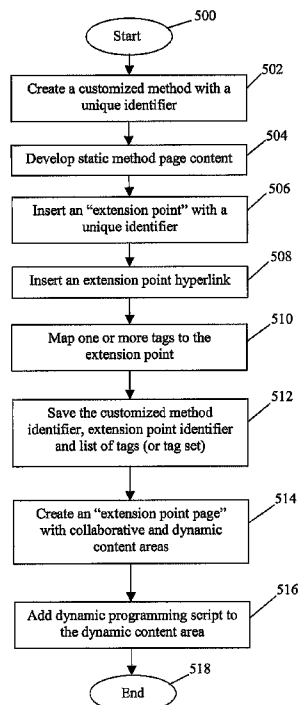 500
Start
502
Create a customized method with a
unique identifier
504
Develop static method page content
506
Insert an “extension point” with a
unique identifier
508
Insert an extension point hyperlink
510
Map one or more tags to the
extension point
512
Save the customized method
identifier, extension point identifier
and list of tags (or tag set)
514
Create an “extension point page”
with collaborative and dynamic
content areas
516
Add dynamic programming script to
the dynamic content area
518
End